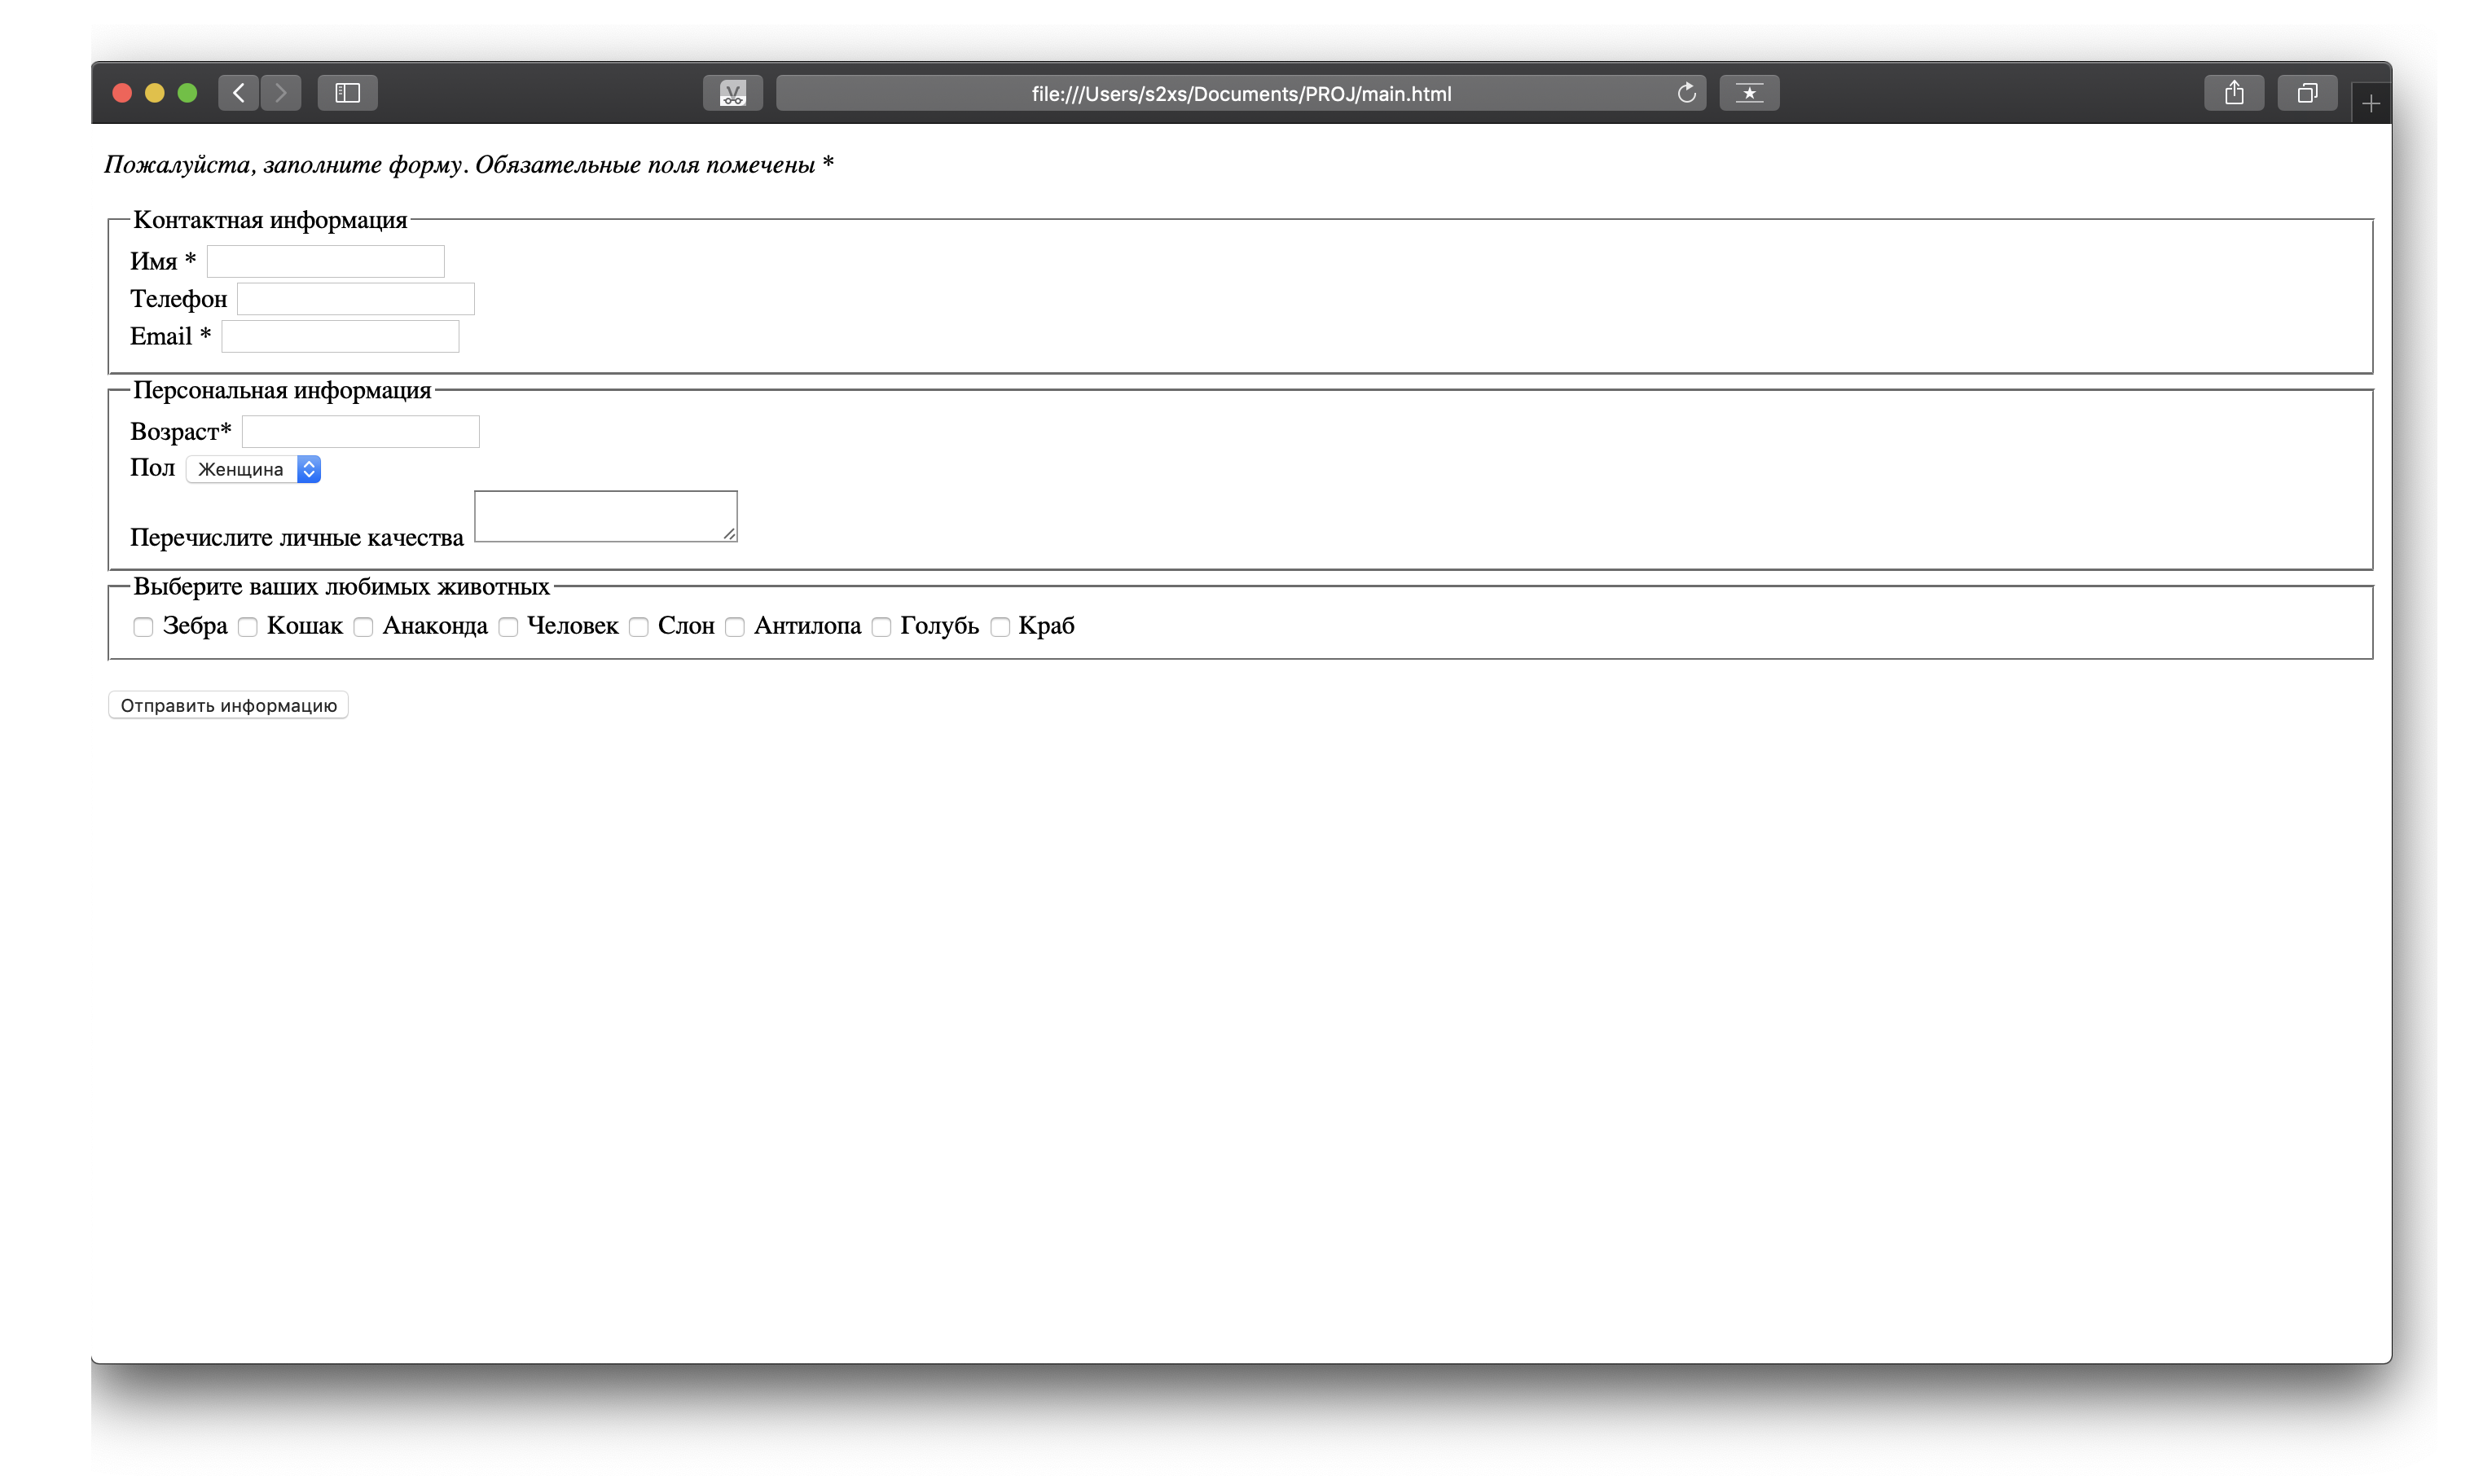 file:///Users/s2xs/Documents/PROJ/main.html
Пожалуйста, заполните форму. Обязательные поля помечены *
Контактная информация
Имя *
Телефон
Email *
Персональная информация
Возраст*
Пол Женщина
Перечислите личные качества
Выберите ваших любимых животных
Зебра Кошак Анаконда Человек Слон Антилопа Голубь Краб
Отправить информацию